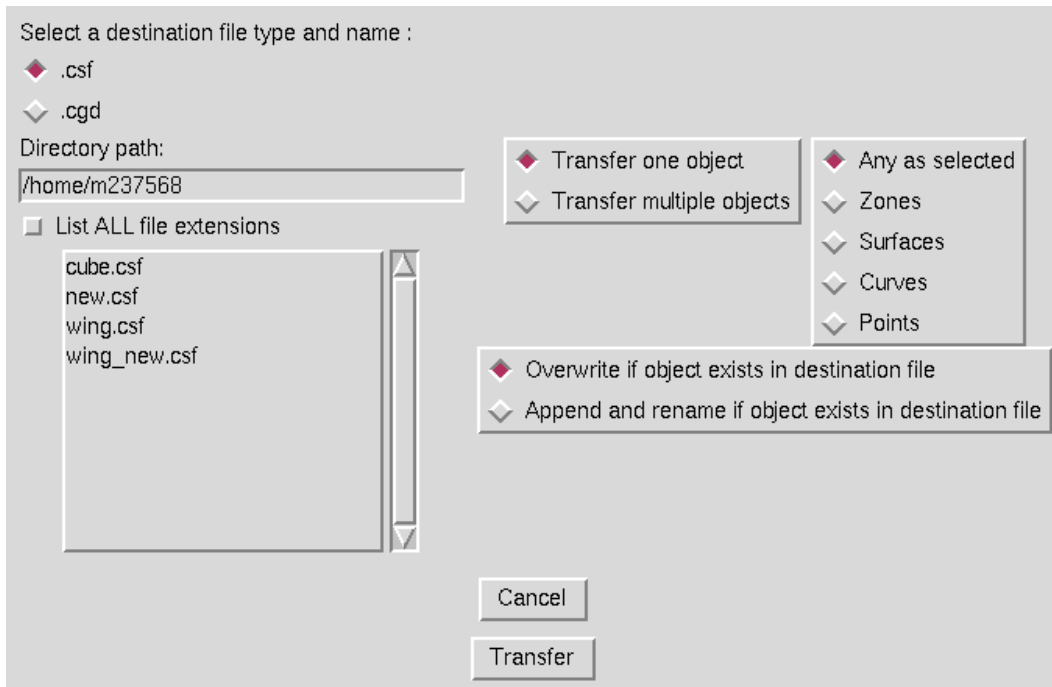 Select a destination file type and name :
.csf
.cgd
Directory path:
/home/m237568
List ALL file extensions
cube.csf
new.csf
wing.csf
wing_new.csf
Transfer one object
Transfer multiple objects
Any as selected
Zones
Surfaces
Curves
Points
Overwrite if object exists in destination file
Append and rename if object exists in destination file
Cancel
Transfer